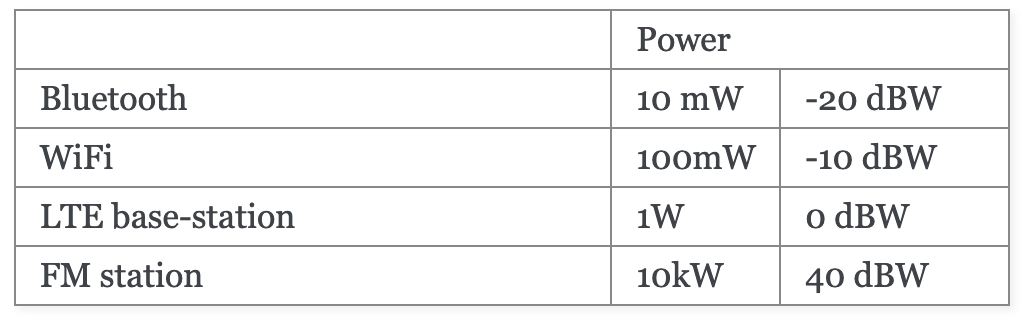 Power
Bluetooth 10 mW -20 dBW
WiFi 100mW -10 dBW
LTE base-station 1W 0 dBW
FM station 10kW 40 dBW